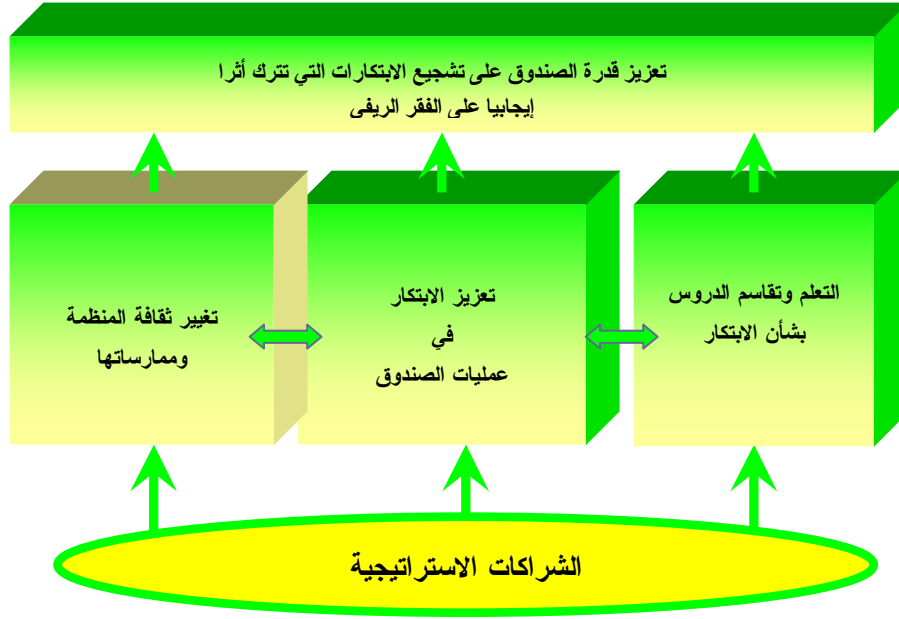 تعزيز قدرة الصندوق على تشجيع الابتكارات التي تترك أثرا
إيجابيا على الفقر الريفي
التعلم وتقاسم الدروس
بشأن الابتكار
تعزيز الابتكار
في
عمليات الصندوق
تغيير ثقافة المنظمة
وممارساتها
الشراكات الاستراتيجية